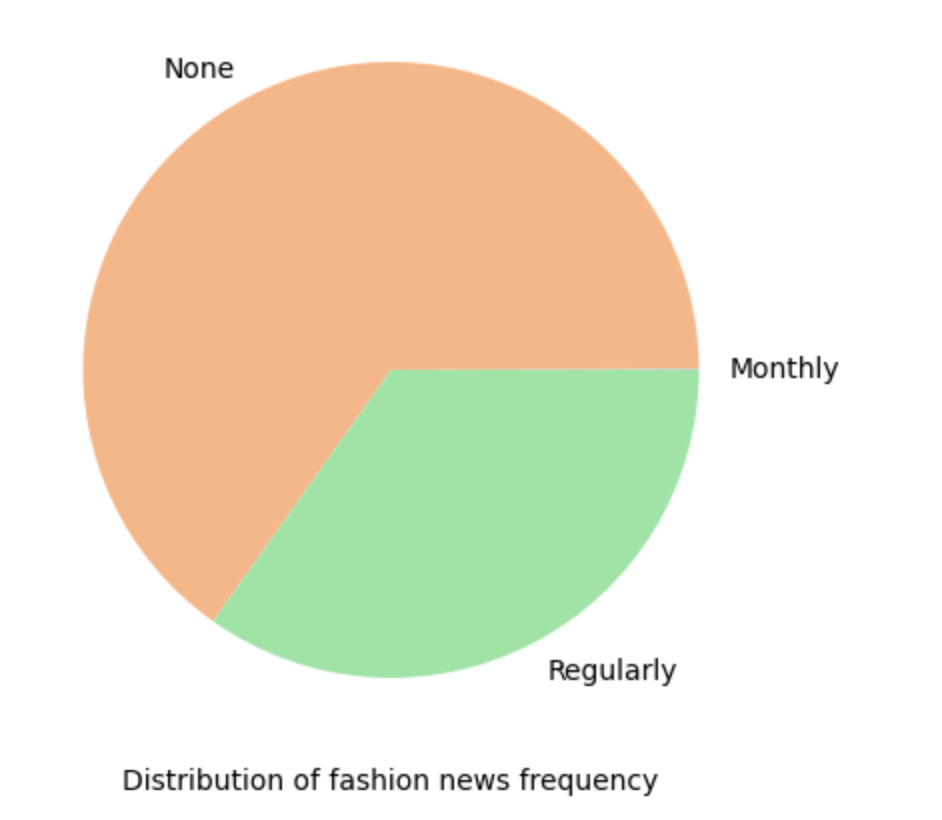 None
Monthly
Regularly
Distribution of fashion news frequency